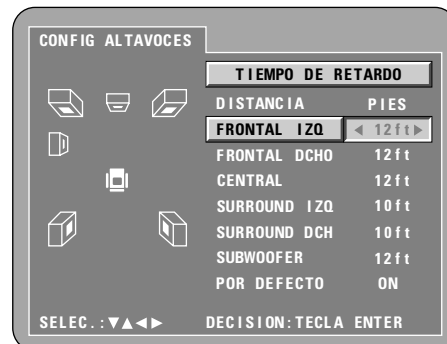 CONFIG ALTAVOCES
TIEMPO DE RETARDO
DISTANCIA PIES
FRONTAL IZQ ◀ 12ft▶
FRONTAL DCHO 12ft
CENTRAL 12ft
SURROUND IZQ 10ft
SURROUND DCH 10ft
SUBWOOFER 12ft
POR DEFECTO ON
SELEC.:▼▲◀▶ DECISION:TECLA ENTER